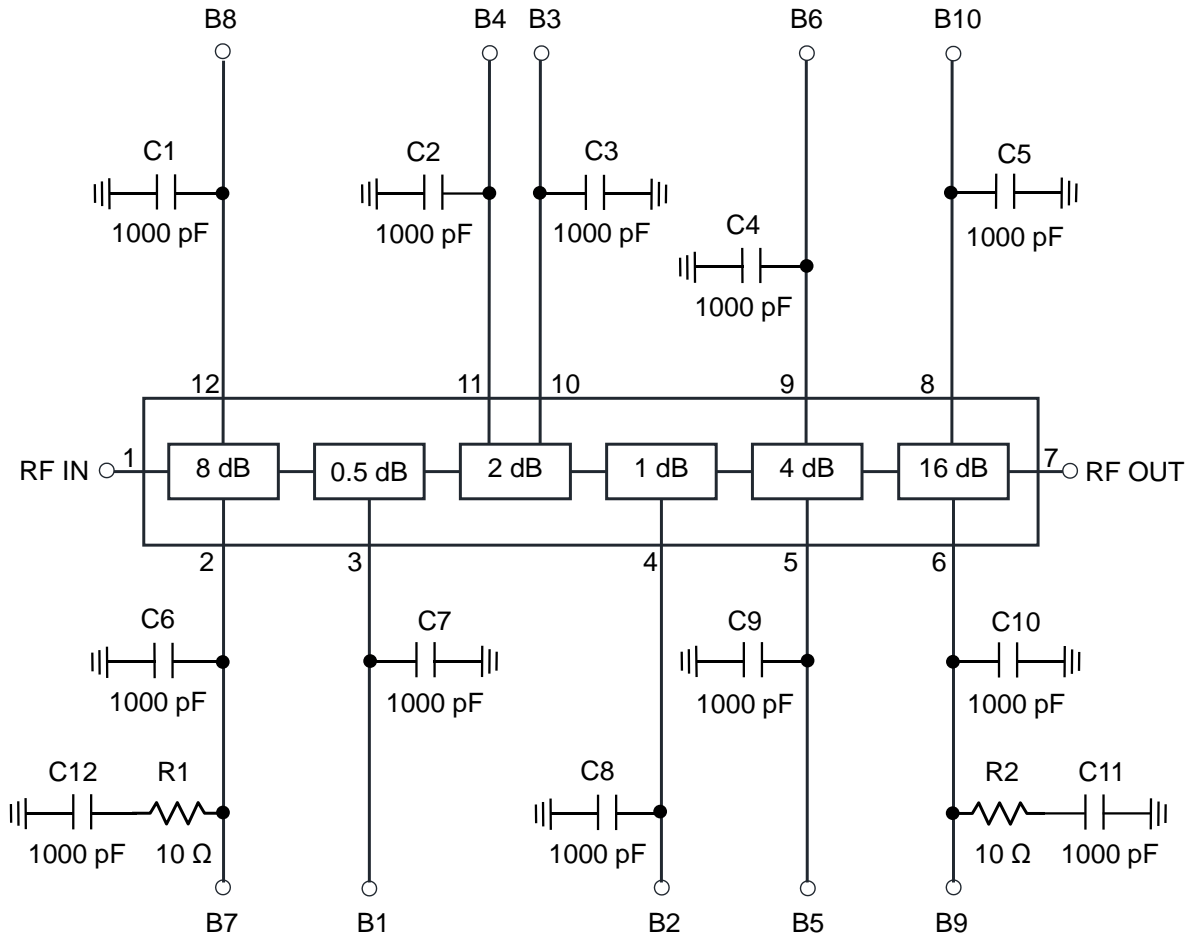 B8
B4
B3
B6
B10
C1
1000 pF
C2
1000 pF
C3
1000 pF
C4
1000 pF
C5
1000 pF
12
11
10
9
8
RF IN
1
8 dB
0.5 dB
2 dB
1 dB
4 dB
16 dB
7
RF OUT
2
3
4
5
6
C6
1000 pF
C7
1000 pF
C9
1000 pF
C10
1000 pF
C12
1000 pF
R1
10 Ω
C8
1000 pF
R2
10 Ω
C11
1000 pF
B7
B1
B2
B5
B9